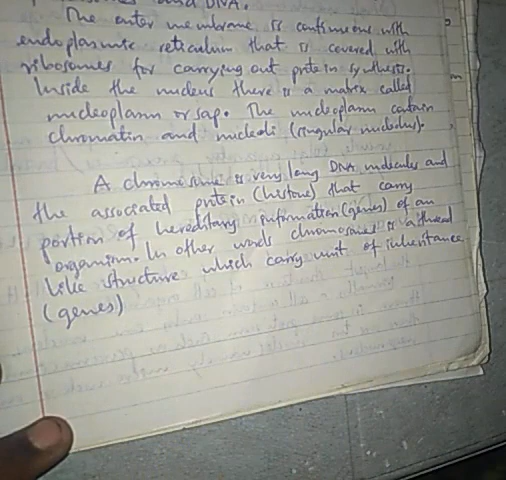 and DNA.
The outer membrane is continuous with
endoplasmic reticulum that is covered with
ribosomes for carrying out protein synthesis.
Inside the nucleus there is a matrix called
nucleoplasm or sap. The nucleoplasm contain
chromatin and nucleoli (singular nucleolus).
A chromosome is very long DNA molecules and
the associated protein (histone) that carry
portion of hereditary information (genes) of an
organism. In other words chromosome is a thread
like structure which carry unit of inheritance
(genes)